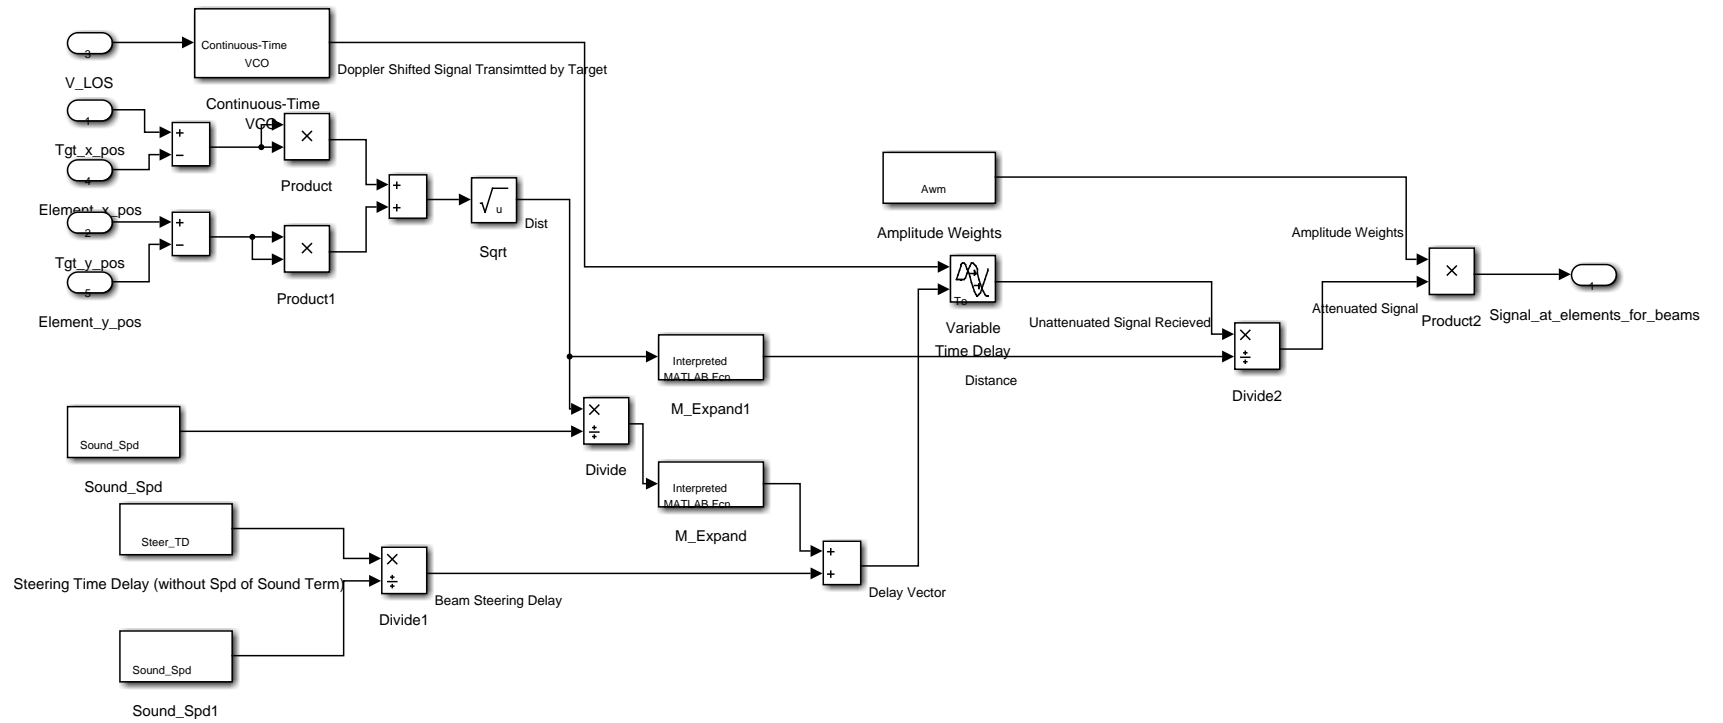 3
V_LOS
Continuous-Time
VCO
Continuous-Time
VCO
Doppler Shifted Signal Transimtted by Target
1
Tgt_x_pos
4
Element_x_pos
2
Tgt_y_pos
5
Element_y_pos
+
−
+
−
×
Product
×
Product1
+
+
√u
Sqrt
Dist
Awm
Amplitude Weights
Amplitude Weights
To
Variable
Time Delay
Unattenuated Signal Recieved
Attenuated Signal
×
Product2
1
Signal_at_elements_for_beams
×
÷
Divide2
Interpreted
MATLAB Fcn
M_Expand1
Distance
Sound_Spd
Sound_Spd
×
÷
Divide
Interpreted
MATLAB Fcn
M_Expand
Steer_TD
Steering Time Delay (without Spd of Sound Term)
×
÷
Divide1
Beam Steering Delay
+
+
Delay Vector
Sound_Spd
Sound_Spd1